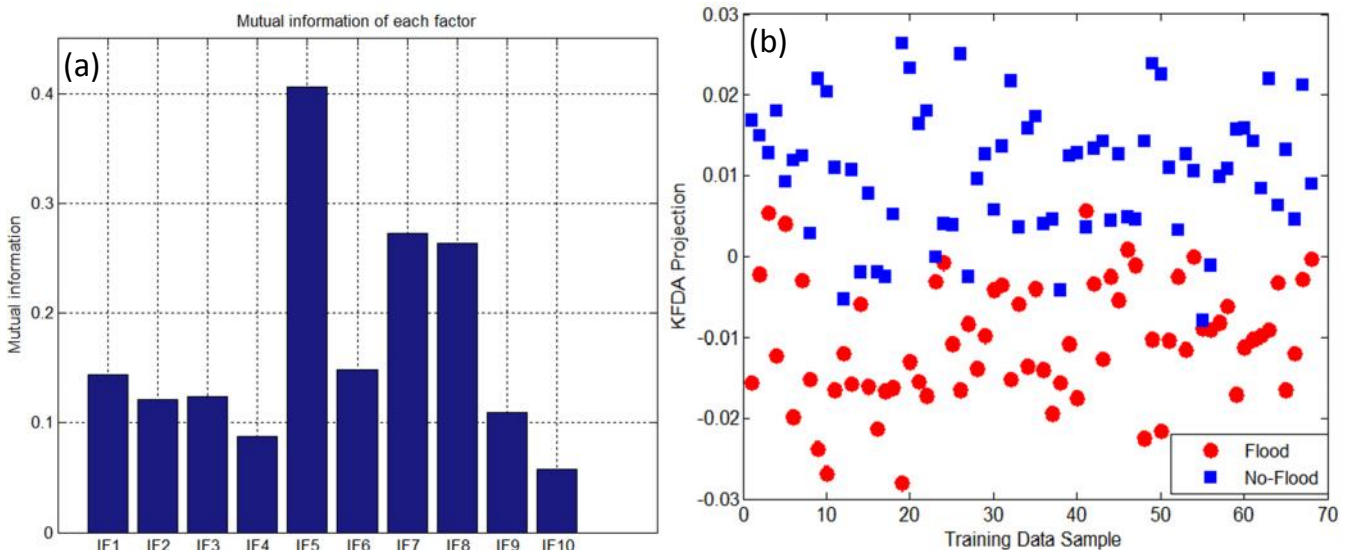 Mutual information of each factor
(a)
Mutual information
0.4
0.3
0.2
0.1
0
IF1 IF2 IF3 IF4 IF5 IF6 IF7 IF8 IF9 IF10
(b)
KFDA Projection
0.03
0.02
0.01
0
-0.01
-0.02
-0.03
Flood
No-Flood
0 10 20 30 40 50 60 70
Training Data Sample